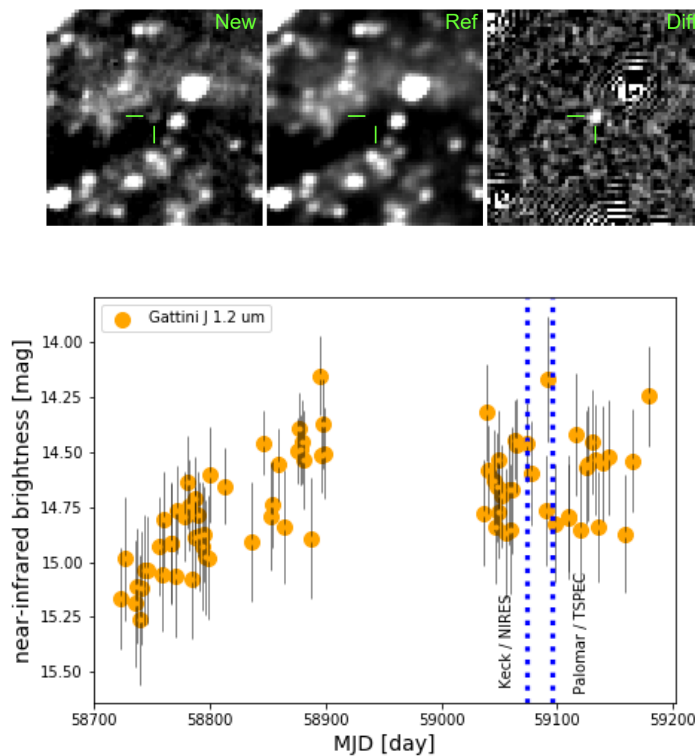 New
Ref
Diff
Gattini J 1.2 um
near-infrared brightness [mag]
14.00
14.25
14.50
14.75
15.00
15.25
15.50
Keck / NIRES
Palomar / TSPEC
58700
58800
58900
59000
59100
59200
MJD [day]